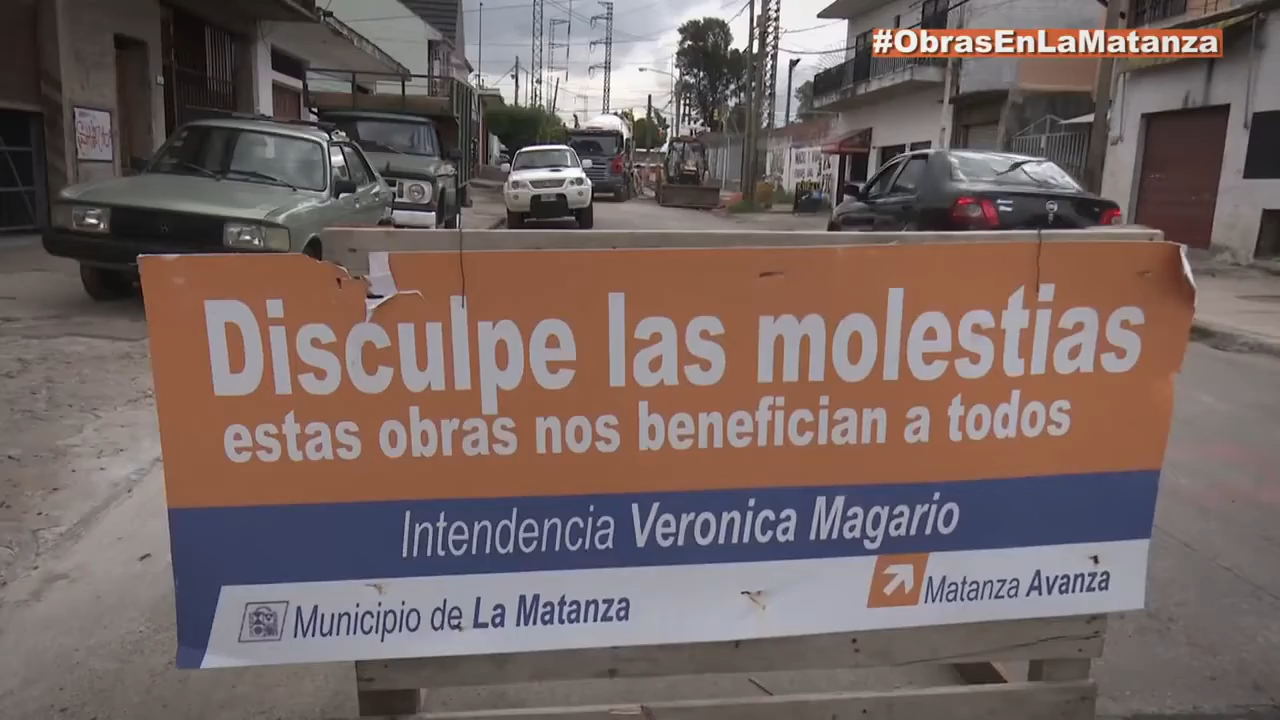 #ObrasEnLaMatanza
Disculpe las molestias
estas obras nos benefician a todos
Intendencia Veronica Magario
Municipio de La Matanza
Matanza Avanza